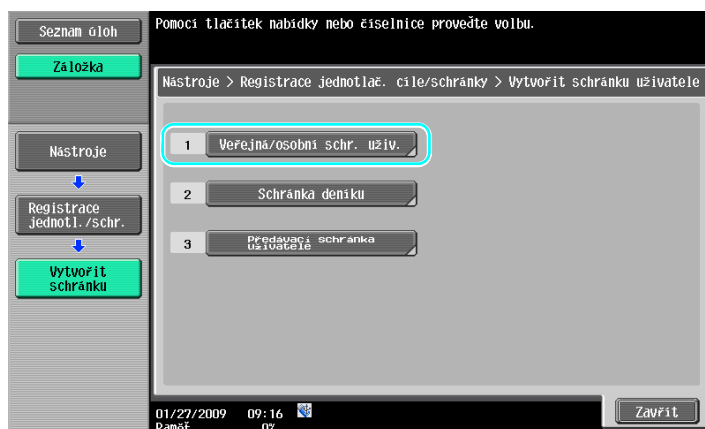 Seznam úloh
Pomocí tlačítek nabídky nebo číselnice proveďte volbu.
Záložka
Nástroje > Registrace jednotlač. cíle/schránky > Vytvořit schránku uživatele
1 Veřejná/osobní schr. uživ.
Nástroje
2 Schránka deníku
Registrace
jednotl./schr.
3 Předávací schránka
uživatele
Vytvořit
schránku
01/27/2009 09:16
Zavřít
Paměť 0%